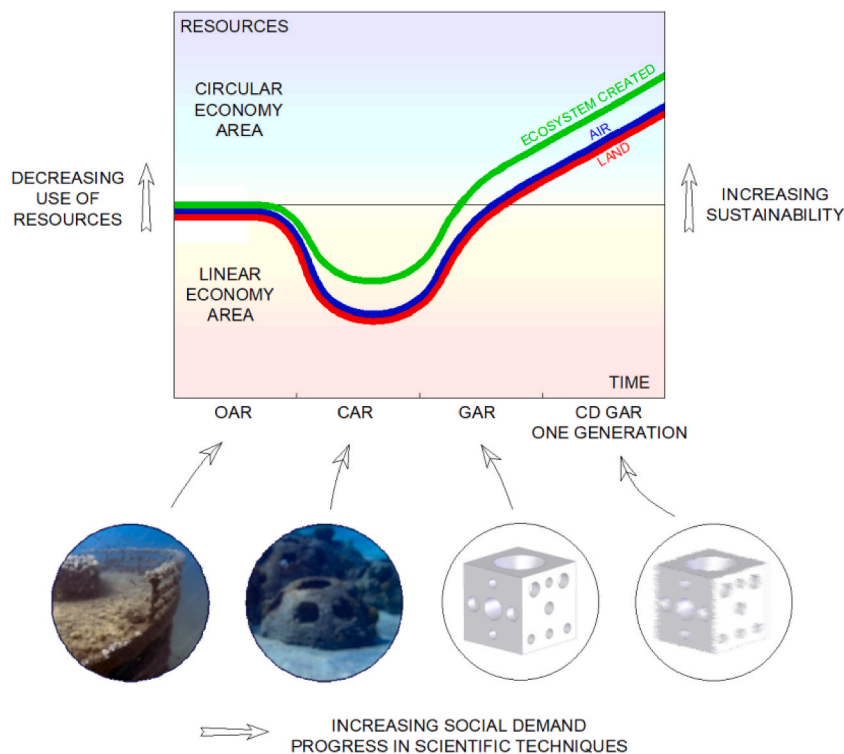 RESOURCES
CIRCULAR
ECONOMY
AREA
ECOSYSTEM CREATED
AIR
LAND
DECREASING
USE OF
RESOURCES
INCREASING
SUSTAINABILITY
LINEAR
ECONOMY
AREA
TIME
OAR
CAR
GAR
CD GAR
ONE GENERATION
INCREASING SOCIAL DEMAND
PROGRESS IN SCIENTIFIC TECHNIQUES